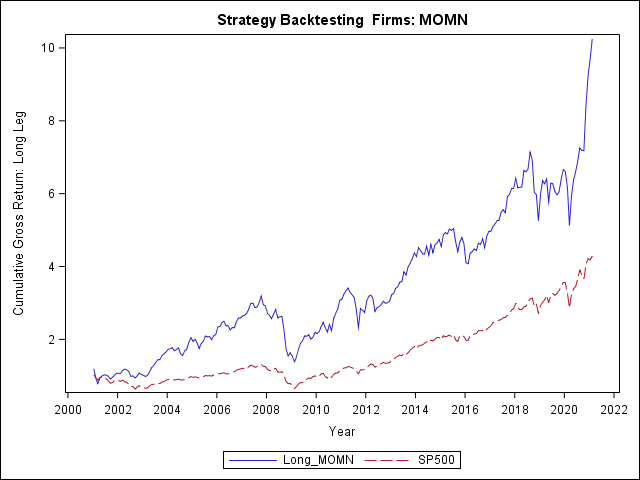 Strategy Backtesting  Firms: MOMN
Cumulative Gross Return: Long Leg
10
8
6
4
2
2000 2002 2004 2006 2008 2010 2012 2014 2016 2018 2020 2022
Year
Long_MOMN SP500